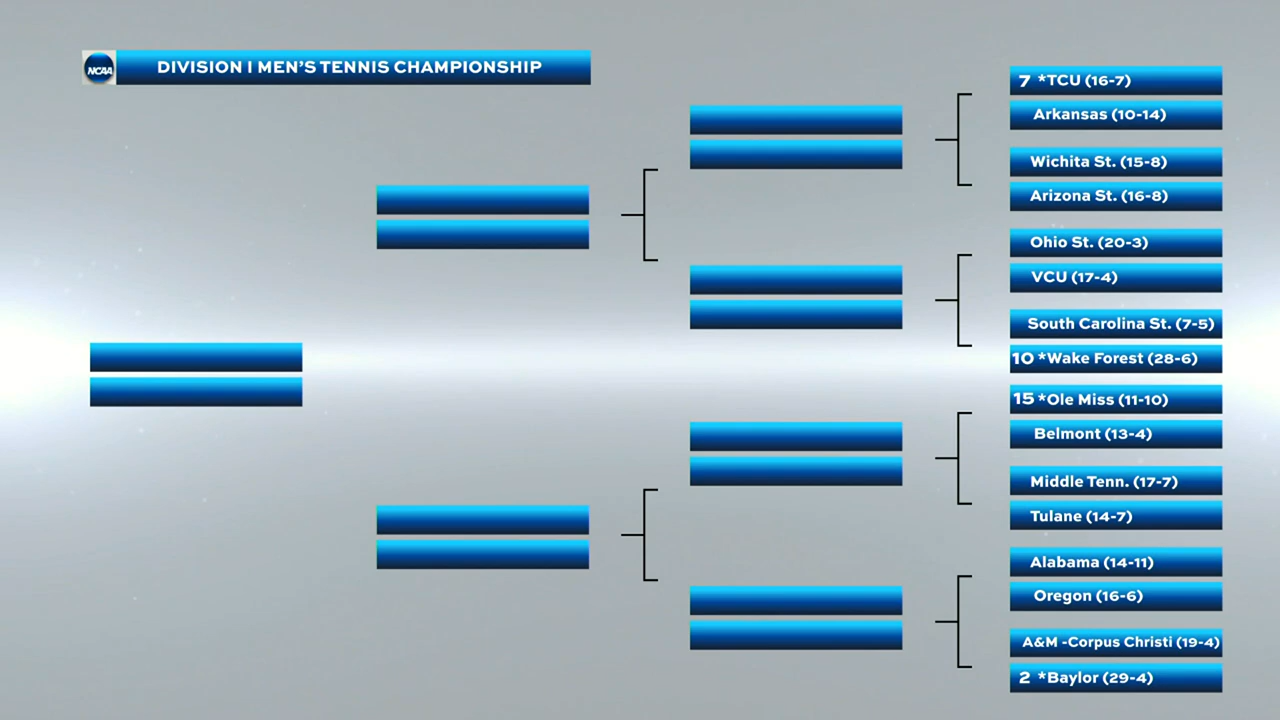 NCAA
DIVISION I MEN'S TENNIS CHAMPIONSHIP
7 *TCU (16-7)
Arkansas (10-14)
Wichita St. (15-8)
Arizona St. (16-8)
Ohio St. (20-3)
VCU (17-4)
South Carolina St. (7-5)
10 *Wake Forest (28-6)
15 *Ole Miss (11-10)
Belmont (13-4)
Middle Tenn. (17-7)
Tulane (14-7)
Alabama (14-11)
Oregon (16-6)
A&M -Corpus Christi (19-4)
2 *Baylor (29-4)